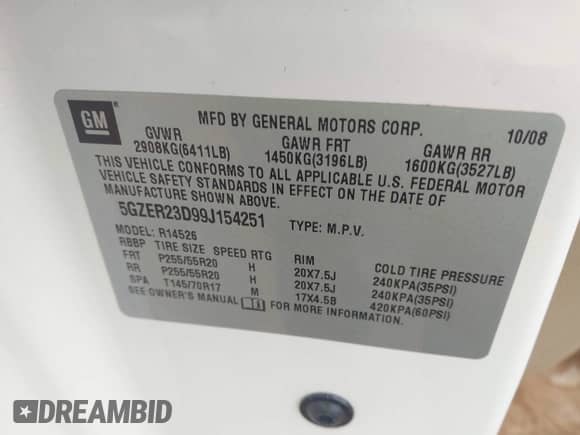 GM
MFD BY GENERAL MOTORS CORP. 10/08
GVWR GAWR FRT GAWR RR
2908KG(6411LB) 1450KG(3196LB) 1600KG(3527LB)
THIS VEHICLE CONFORMS TO ALL APPLICABLE U.S. FEDERAL MOTOR
VEHICLE SAFETY STANDARDS IN EFFECT ON THE DATE OF
MANUFACTURE SHOWN ABOVE.
5GZER23D99J154251 TYPE: M.P.V.
MODEL: R14526
RBBP TIRE SIZE SPEED RTG RIM COLD TIRE PRESSURE
FRT P255/55R20 H 20X7.5J 240KPA(35PSI)
RR P255/55R20 H 20X7.5J 240KPA(35PSI)
SPA T145/70R17 M 17X4.5B 420KPA(60PSI)
SEE OWNER'S MANUAL FOR MORE INFORMATION.
DREAMBID